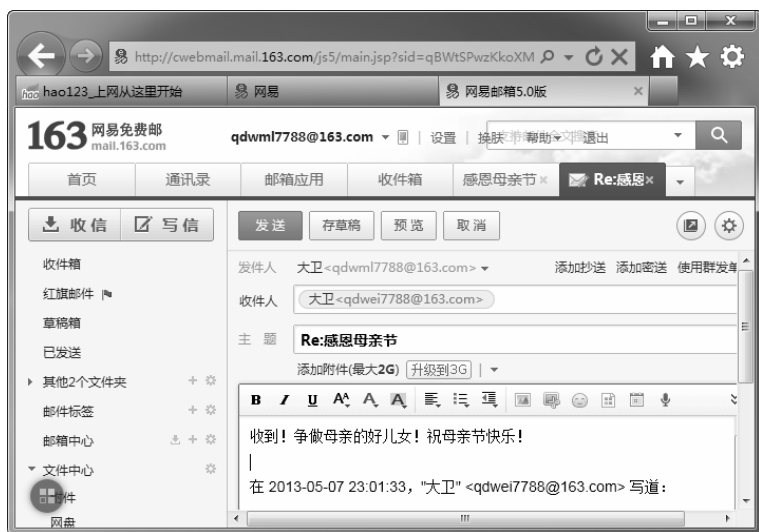 http://cwebmail.mail.163.com/js5/main.jsp?sid=qBWtSPwzKkoXM
hao123_上网从这里开始 网易 网易邮箱5.0版
163 网易免费邮 mail.163.com
qdwml7788@163.com 设置 | 换肤 帮助 退出
首页 通讯录 邮箱应用 收件箱 感恩母亲节 Re:感恩
收信 写信 发送 存草稿 预览 取消
收件箱
红旗邮件
草稿箱
已发送
其他2个文件夹
邮件标签
邮箱中心
文件中心
网盘
发件人 大卫<qdwml7788@163.com> 添加抄送 添加密送 使用群发单
收件人 大卫<qdwei7788@163.com>
主 题 Re:感恩母亲节
添加附件(最大2G) 升级到3G |
B I U
收到！争做母亲的好儿女！祝母亲节快乐！
在 2013-05-07 23:01:33，"大卫" <qdwei7788@163.com> 写道：